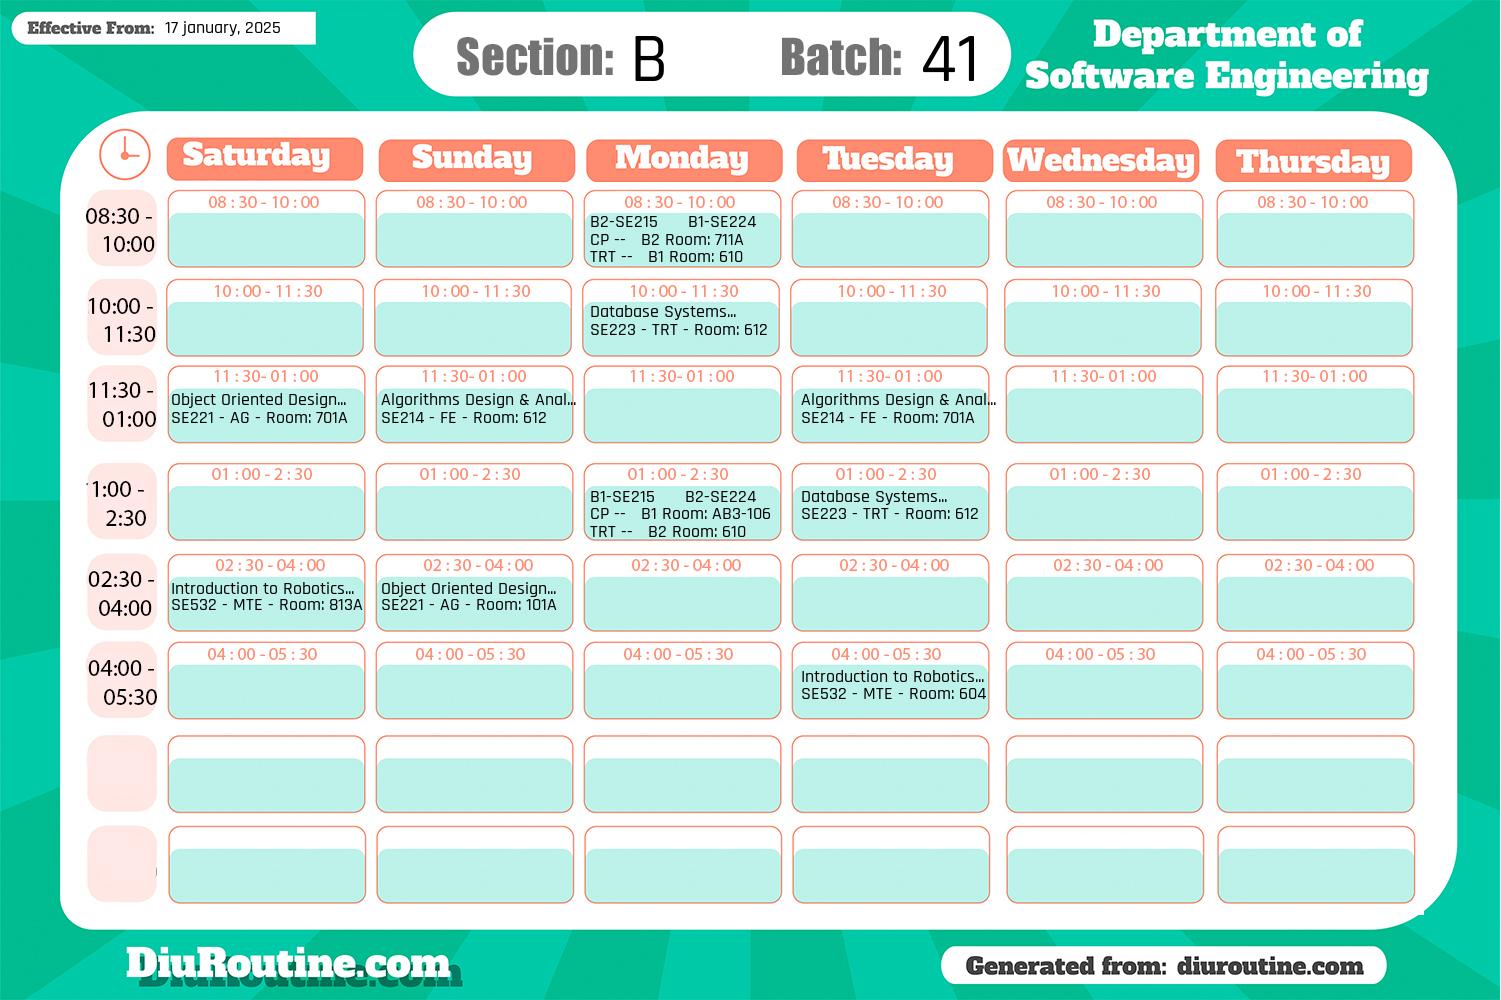 Effective From: 17 january, 2025
Section: B Batch: 41
Department of
Software Engineering
Saturday Sunday Monday Tuesday Wednesday Thursday
08:30 -
10:00
08:30-10:00 08:30-10:00 08:30-10:00 08:30-10:00 08:30-10:00 08:30-10:00
B2-SE215 B1-SE224
CP -- B2 Room: 711A
TRT -- B1 Room: 610
10:00 -
11:30
10:00-11:30 10:00-11:30 10:00-11:30 10:00-11:30 10:00-11:30 10:00-11:30
Database Systems...
SE223 - TRT - Room: 612
11:30 -
01:00
11:30-01:00 11:30-01:00 11:30-01:00 11:30-01:00 11:30-01:00 11:30-01:00
Object Oriented Design...
SE221 - AG - Room: 701A
Algorithms Design & Anal...
SE214 - FE - Room: 612
Algorithms Design & Anal...
SE214 - FE - Room: 701A
1:00 -
2:30
01:00-2:30 01:00-2:30 01:00-2:30 01:00-2:30 01:00-2:30 01:00-2:30
B1-SE215 B2-SE224
CP -- B1 Room: AB3-106
TRT -- B2 Room: 610
Database Systems...
SE223 - TRT - Room: 612
02:30 -
04:00
02:30-04:00 02:30-04:00 02:30-04:00 02:30-04:00 02:30-04:00 02:30-04:00
Introduction to Robotics...
SE532 - MTE - Room: 813A
Object Oriented Design...
SE221 - AG - Room: 101A
04:00 -
05:30
04:00-05:30 04:00-05:30 04:00-05:30 04:00-05:30 04:00-05:30 04:00-05:30
Introduction to Robotics...
SE532 - MTE - Room: 604
DiuRoutine.com
Generated from: diuroutine.com